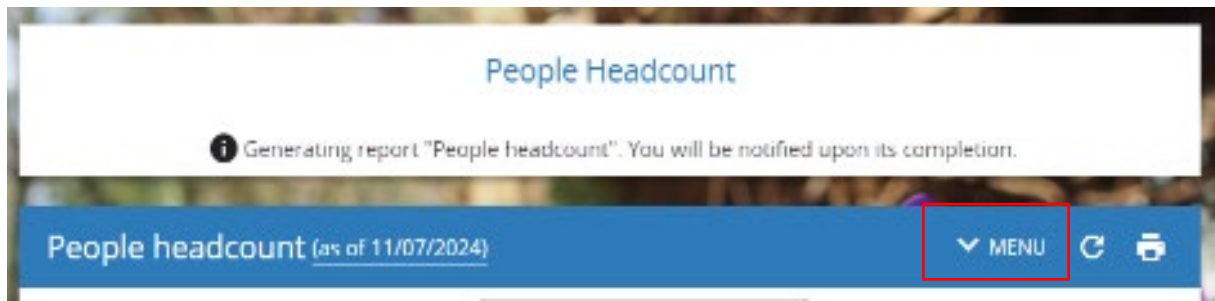 People Headcount
Generating report "People headcount". You will be notified upon its completion.
People headcount (as of 11/07/2024) MENU